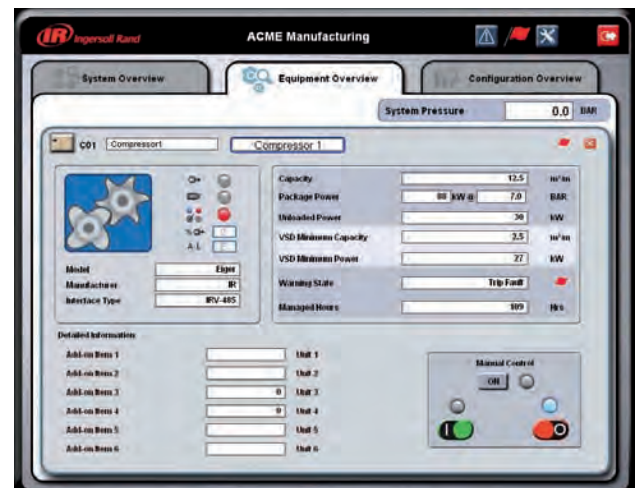 IR Ingersoll Rand
ACME Manufacturing
System Overview
Equipment Overview
Configuration Overview
System Pressure 0.0 BAR
C01 Compressor1 Compressor 1
Capacity 12.5
Package Power kW @ 7.0 BAR
Unloaded Power 30 kW
VSD Minimum Capacity 2.5
VSD Minimum Power 27 kW
Warning State Trip Fault
Managed Hours 909 Hrs
Model Eiger
Manufacturer IR
Interface Type IRV-485
Detailed Information
Add-on Item 1 Unit 1
Add-on Item 2 Unit 2
Add-on Item 3 0 Unit 3
Add-on Item 4 0 Unit 4
Add-on Item 5 Unit 5
Add-on Item 6 Unit 6
Manual Control
ON